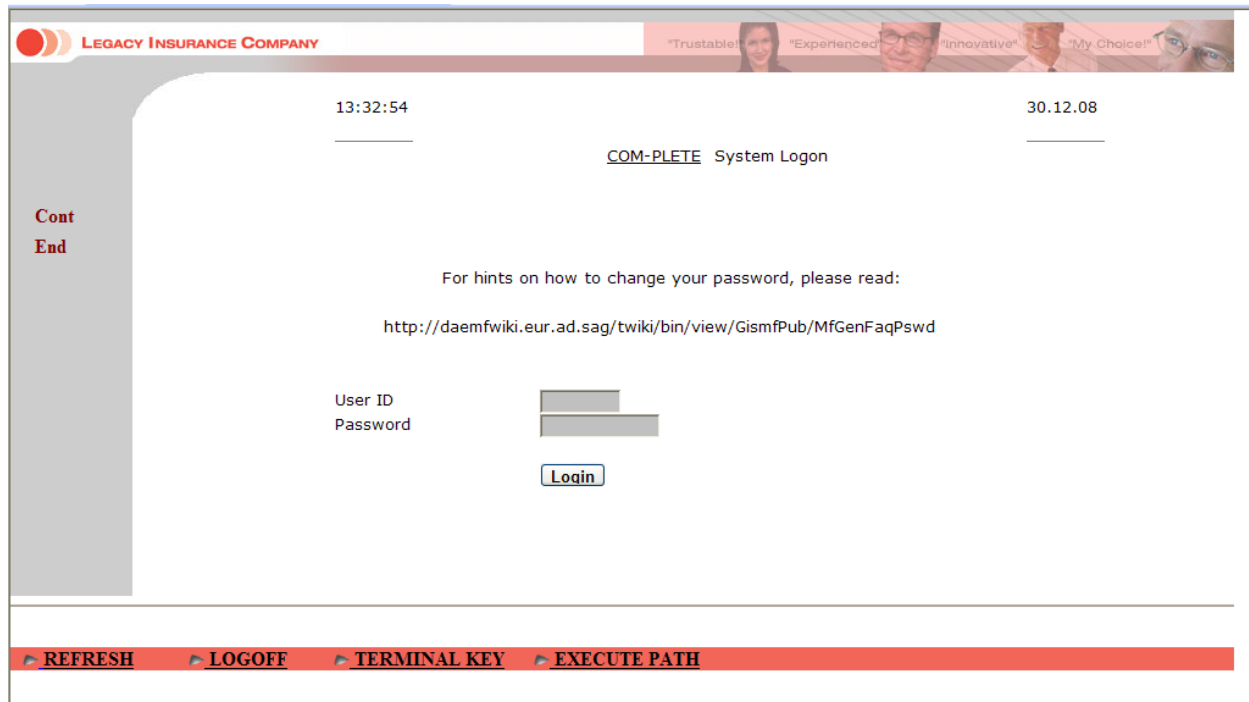 LEGACY INSURANCE COMPANY
"Trustable!" "Experienced" "Innovative" "My Choice!"
13:32:54 30.12.08
COM-PLETE System Logon
Cont
End
For hints on how to change your password, please read:
http://daemfwiki.eur.ad.sag/twiki/bin/view/GismfPub/MfGenFaqPswd
User ID
Password
Login
REFRESH LOGOFF TERMINAL KEY EXECUTE PATH